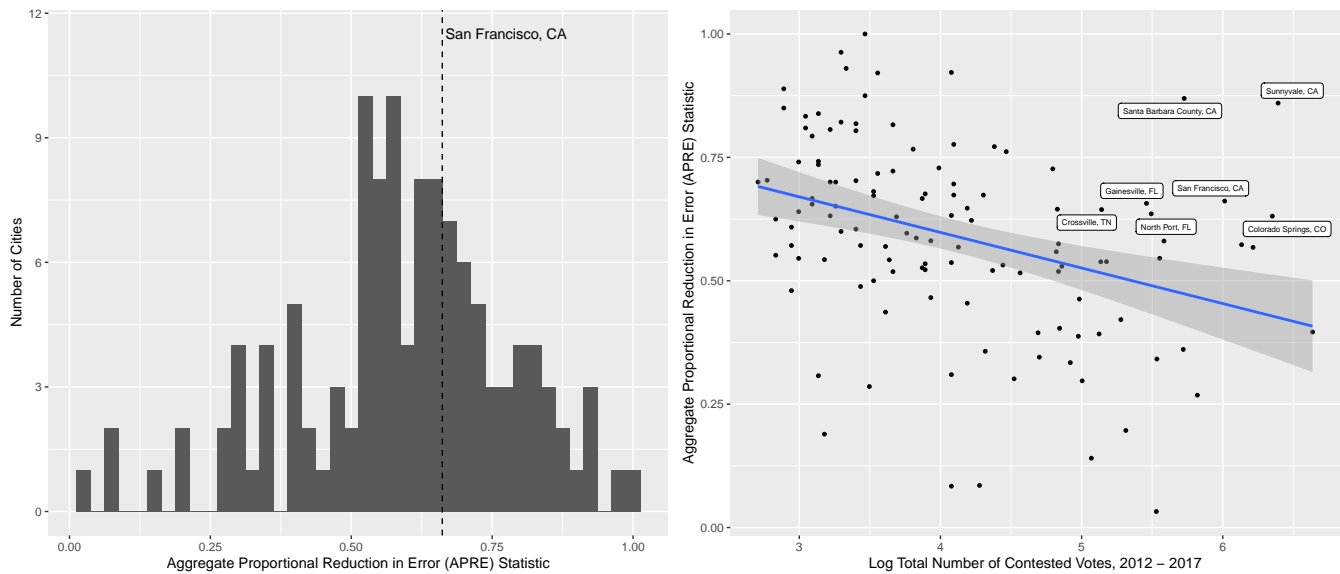 12
9
6
3
0
Number of Cities
San Francisco, CA
0.00 0.25 0.50 0.75 1.00
Aggregate Proportional Reduction in Error (APRE) Statistic
1.00
0.75
0.50
0.25
0.00
Aggregate Proportional Reduction in Error (APRE) Statistic
Sunnyvale, CA
Santa Barbara County, CA
Gainesville, FL
San Francisco, CA
Crossville, TN
North Port, FL
Colorado Springs, CO
3 4 5 6
Log Total Number of Contested Votes, 2012 – 2017